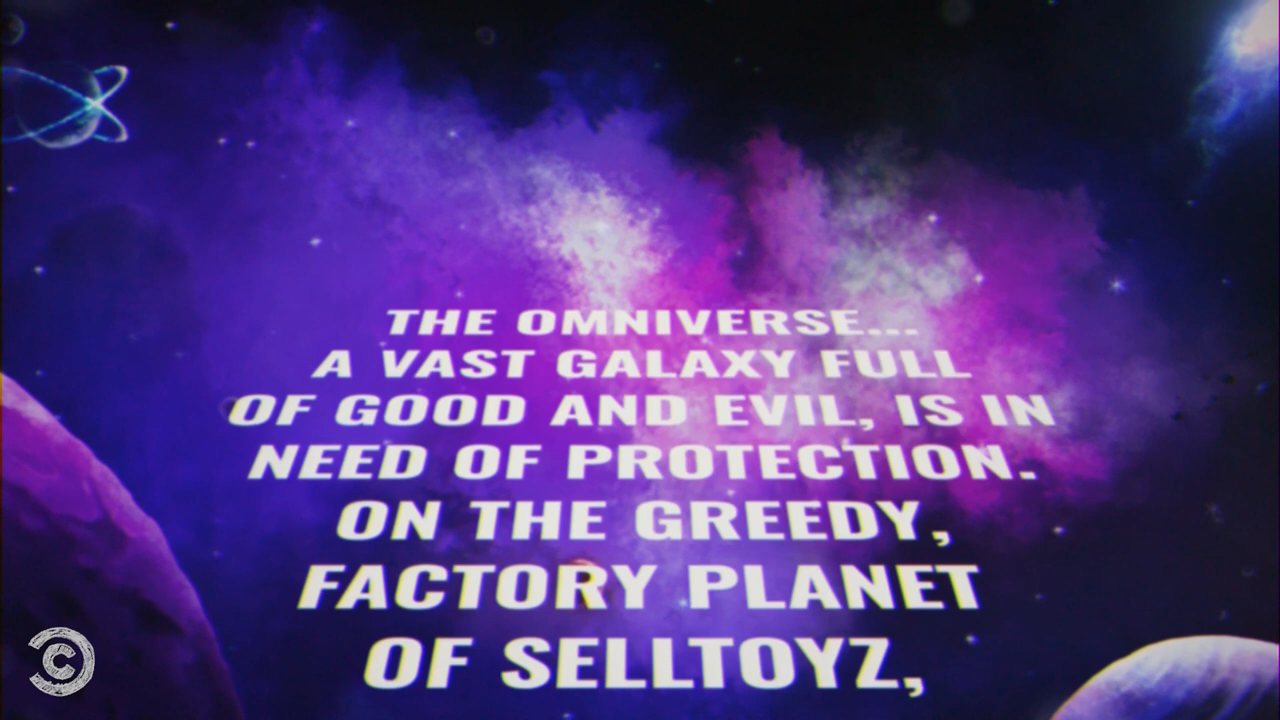 THE OMNIVERSE...
A VAST GALAXY FULL
OF GOOD AND EVIL, IS IN
NEED OF PROTECTION.
ON THE GREEDY,
FACTORY PLANET
OF SELLTOYZ,